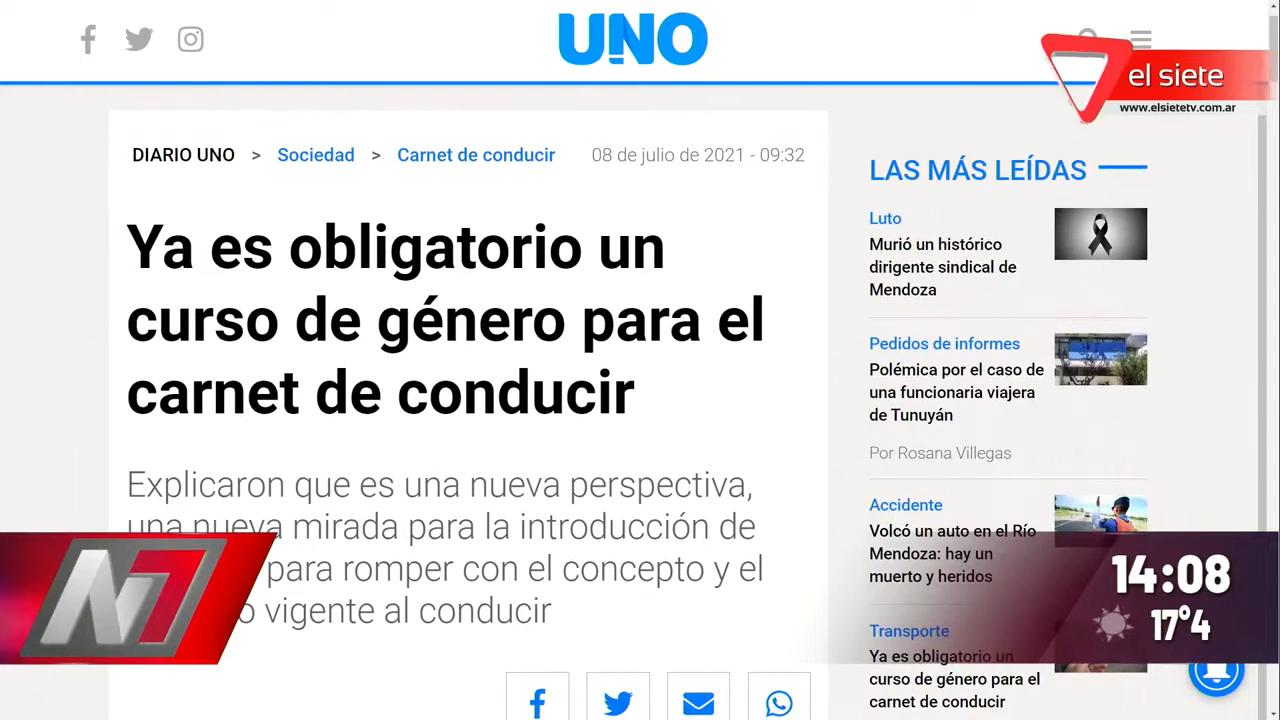 UNO
el siete
www.elsietetv.com.ar
DIARIO UNO > Sociedad > Carnet de conducir 08 de julio de 2021 - 09:32
Ya es obligatorio un
curso de género para el
carnet de conducir
Explicaron que es una nueva perspectiva,
una nueva mirada para la introducción de
para romper con el concepto y el
vigente al conducir
LAS MÁS LEÍDAS
Luto
Murió un histórico
dirigente sindical de
Mendoza
Pedidos de informes
Polémica por el caso de
una funcionaria viajera
de Tunuyán
Por Rosana Villegas
Accidente
Volcó un auto en el Río
Mendoza: hay un
muerto y heridos
Transporte
Ya es obligatorio un
curso de género para el
carnet de conducir
N7
14:08
17°4